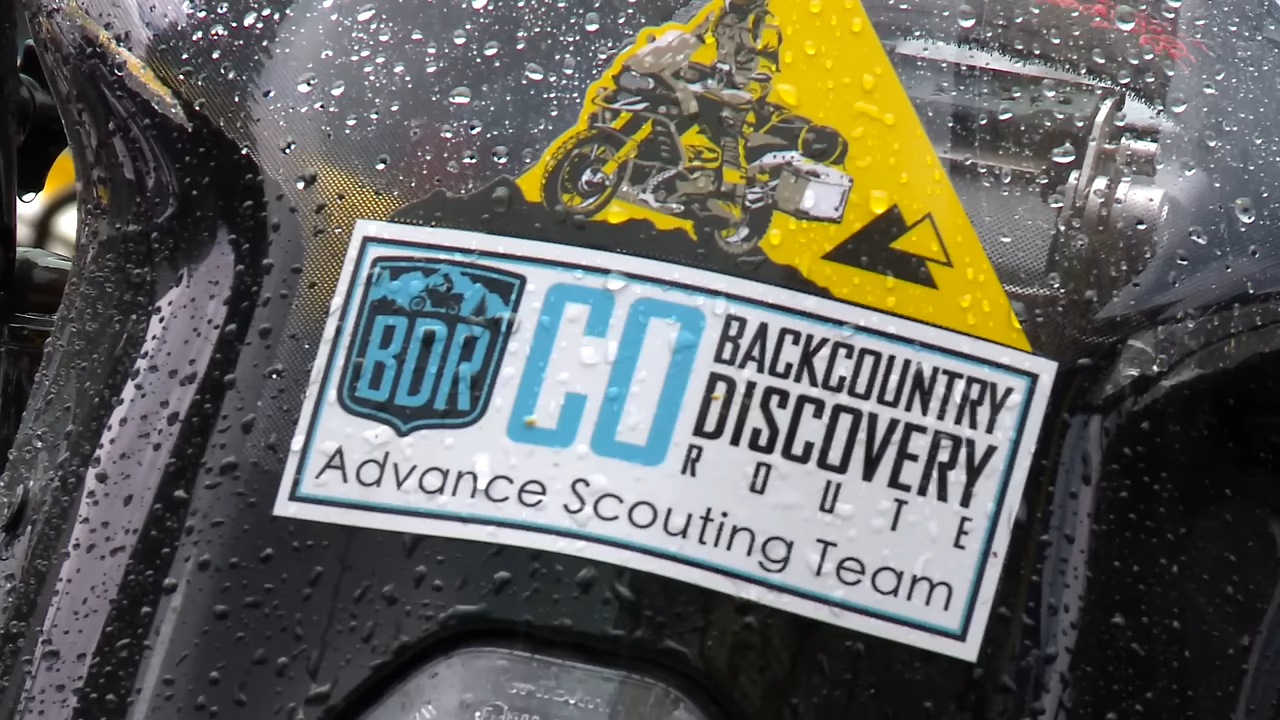 BDR
CO
BACKCOUNTRY
DISCOVERY
ROUTE
Advance Scouting Team